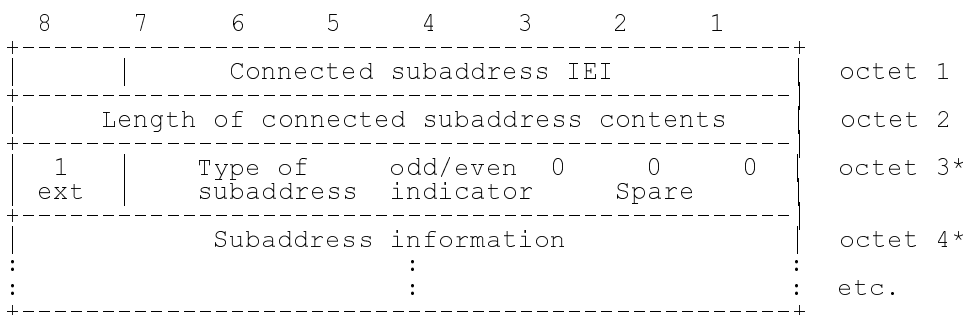 8 7 6 5 4 3 2 1
Connected subaddress IEI octet 1
Length of connected subaddress contents octet 2
1 Type of odd/even 0 0 0 octet 3*
ext subaddress indicator Spare
Subaddress information octet 4*
: : :
: : : etc.